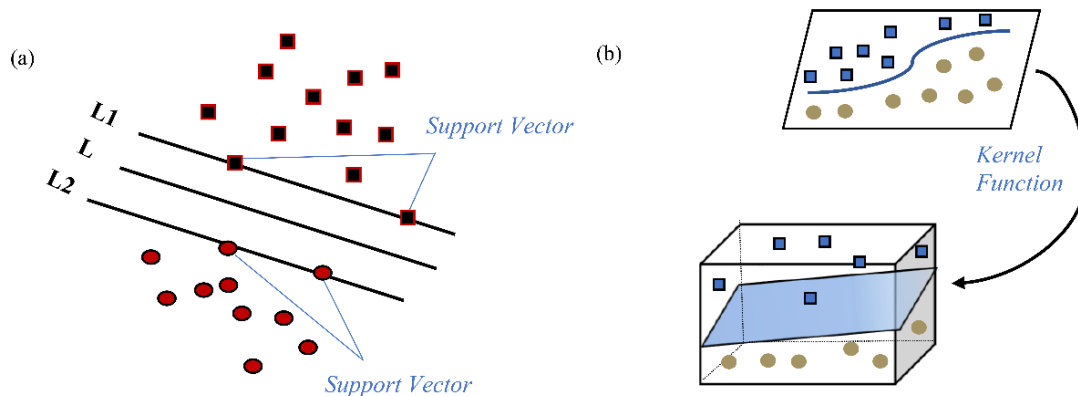 (a)
L1
L
L2
Support Vector
Support Vector
(b)
Kernel
Function